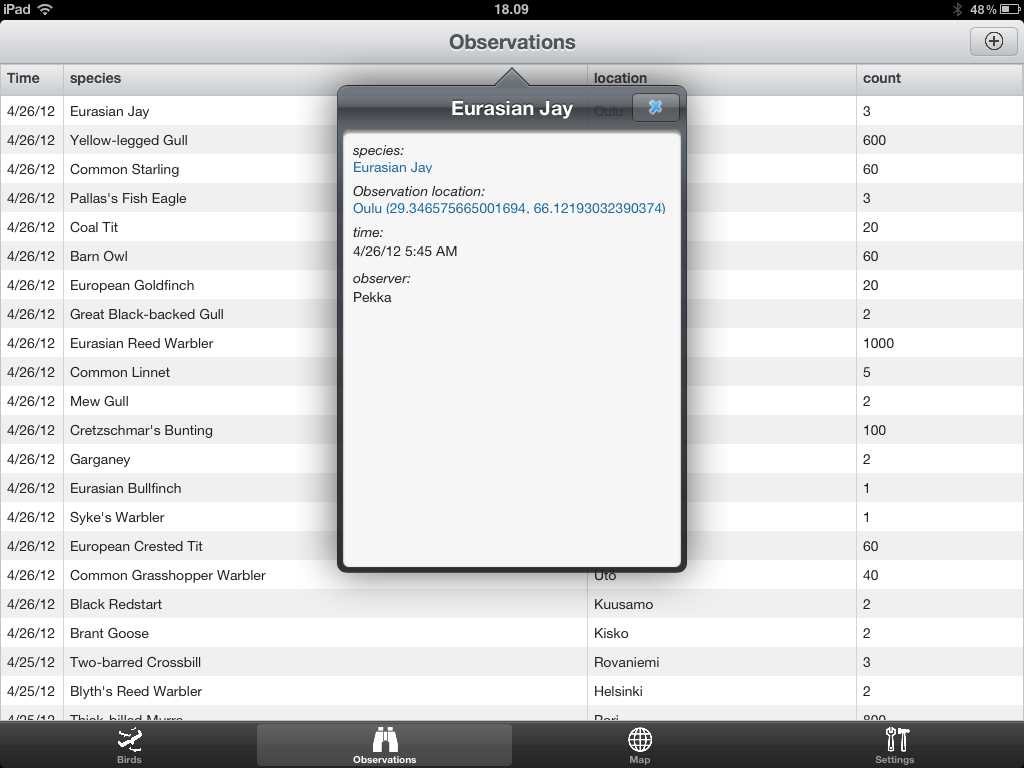 iPad 18.09 48%
Observations
Time species location count
4/26/12 Eurasian Jay Oulu 3
4/26/12 Yellow-legged Gull 600
4/26/12 Common Starling 60
4/26/12 Pallas's Fish Eagle 3
4/26/12 Coal Tit 20
4/26/12 Barn Owl 60
4/26/12 European Goldfinch 20
4/26/12 Great Black-backed Gull 2
4/26/12 Eurasian Reed Warbler 1000
4/26/12 Common Linnet 5
4/26/12 Mew Gull 2
4/26/12 Cretzschmar's Bunting 100
4/26/12 Garganey 2
4/26/12 Eurasian Bullfinch 1
4/26/12 Syke's Warbler 1
4/26/12 European Crested Tit 60
4/26/12 Common Grasshopper Warbler Utö 40
4/26/12 Black Redstart Kuusamo 2
4/26/12 Brant Goose Kisko 2
4/25/12 Two-barred Crossbill Rovaniemi 3
4/25/12 Blyth's Reed Warbler Helsinki 2
4/25/12 Thick-billed Murre Pori 800
Eurasian Jay
species:
Eurasian Jay
Observation location:
Oulu (29.346575665001694, 66.12193032390374)
time:
4/26/12 5:45 AM
observer:
Pekka
Birds Observations Map Settings